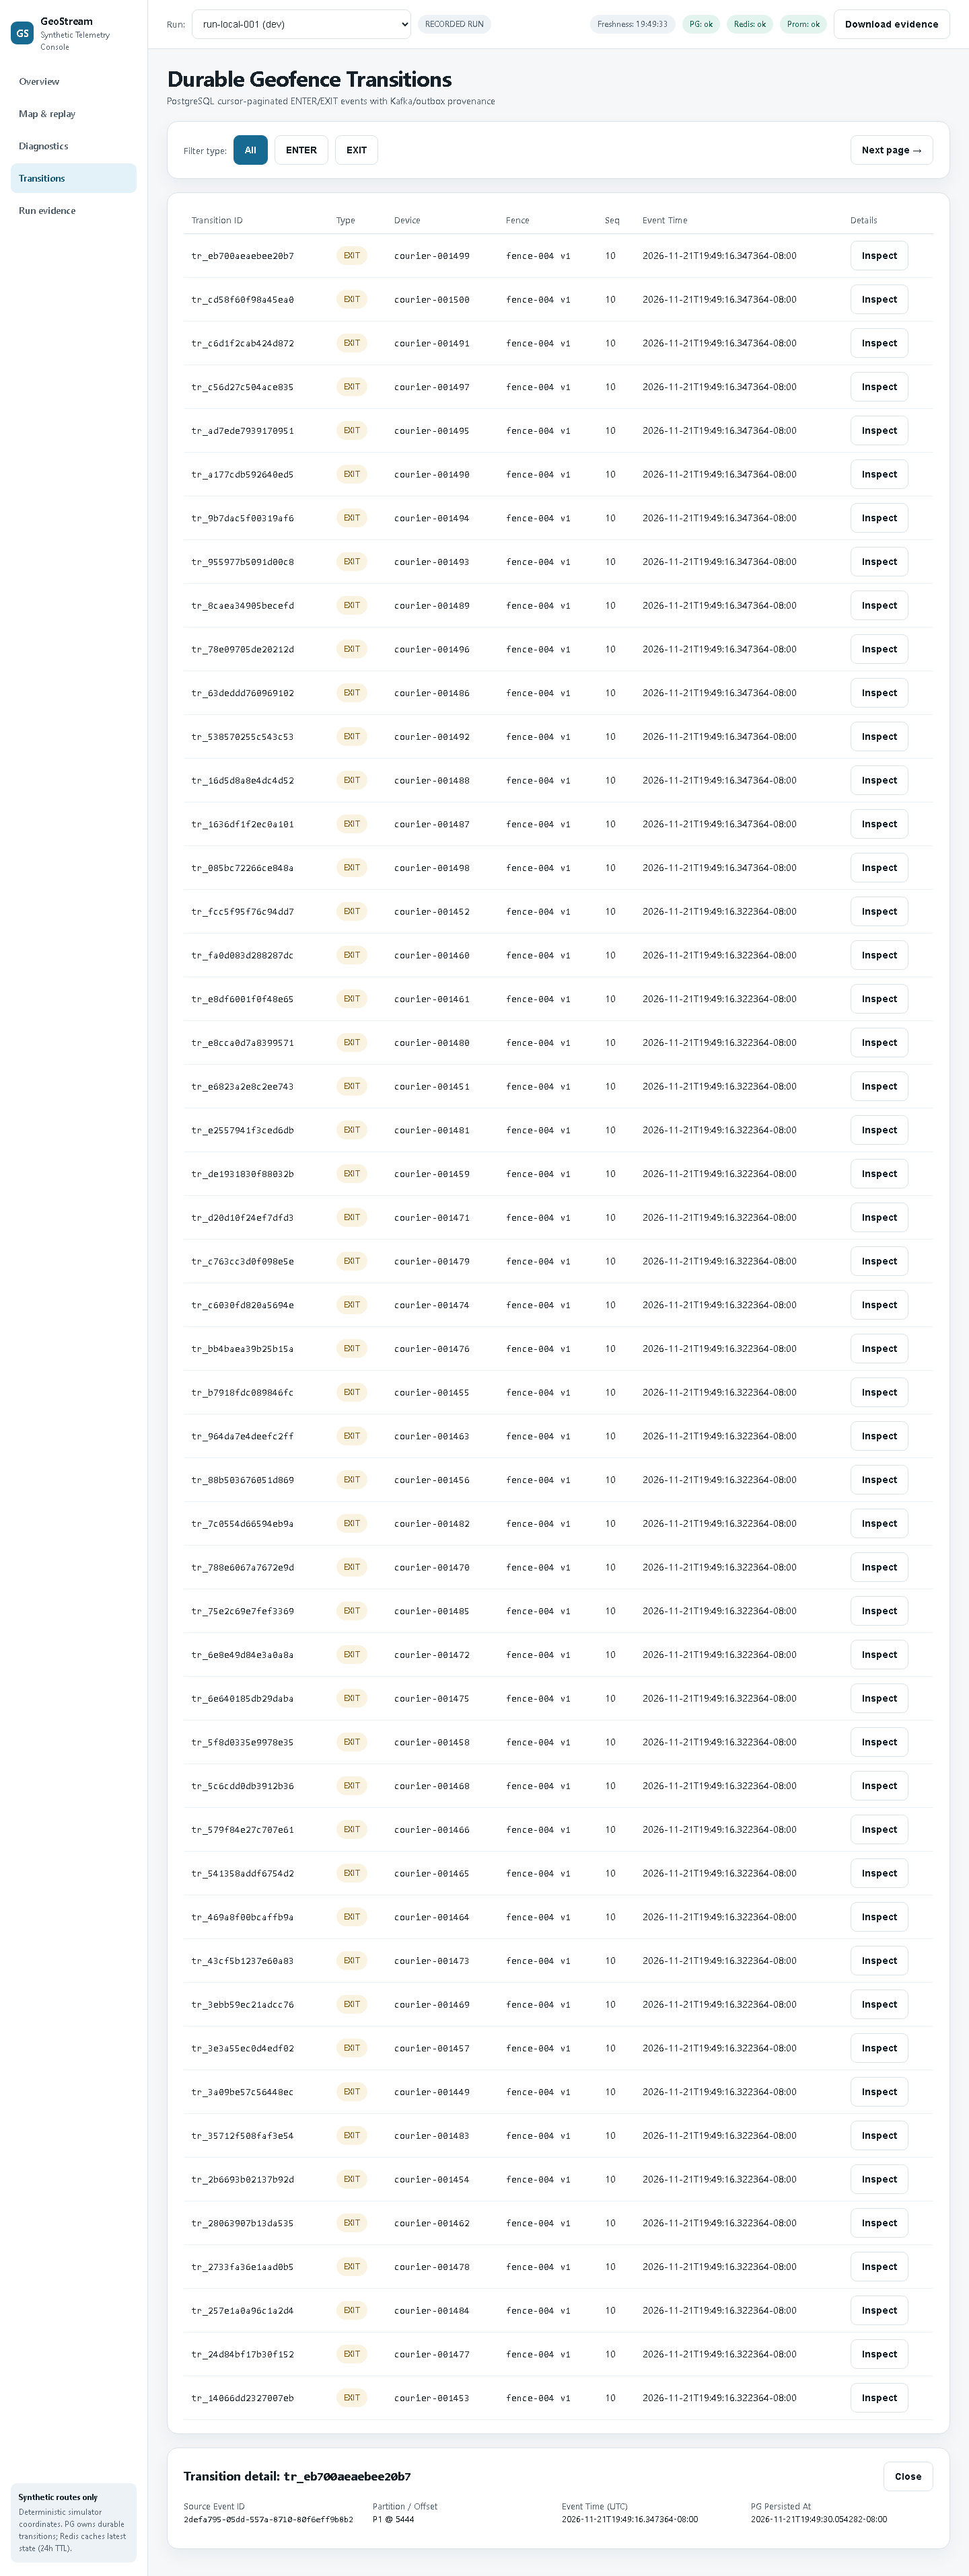 GS
GeoStream
Synthetic Telemetry
Console
Overview
Map & replay
Diagnostics
Transitions
Run evidence
Synthetic routes only
Deterministic simulator
coordinates. PG owns durable
transitions; Redis caches latest
state (24h TTL).
Run: run-local-001 (dev) RECORDED RUN Freshness: 19:49:33 PG: ok Redis: ok Prom: ok Download evidence
Durable Geofence Transitions
PostgreSQL cursor-paginated ENTER/EXIT events with Kafka/outbox provenance
Filter type: All ENTER EXIT Next page →
Transition ID Type Device Fence Seq Event Time Details
tr_eb700aeaebee20b7 EXIT courier-001499 fence-004 v1 10 2026-11-21T19:49:16.347364-08:00 Inspect
tr_cd58f60f98a45ea0 EXIT courier-001500 fence-004 v1 10 2026-11-21T19:49:16.347364-08:00 Inspect
tr_c6d1f2cab424d872 EXIT courier-001491 fence-004 v1 10 2026-11-21T19:49:16.347364-08:00 Inspect
tr_c56d27c504ace835 EXIT courier-001497 fence-004 v1 10 2026-11-21T19:49:16.347364-08:00 Inspect
tr_ad7ede7939170951 EXIT courier-001495 fence-004 v1 10 2026-11-21T19:49:16.347364-08:00 Inspect
tr_a177cdb592640ed5 EXIT courier-001490 fence-004 v1 10 2026-11-21T19:49:16.347364-08:00 Inspect
tr_9b7dac5f00319af6 EXIT courier-001494 fence-004 v1 10 2026-11-21T19:49:16.347364-08:00 Inspect
tr_955977b5091d00c8 EXIT courier-001493 fence-004 v1 10 2026-11-21T19:49:16.347364-08:00 Inspect
tr_8caea34905becefd EXIT courier-001489 fence-004 v1 10 2026-11-21T19:49:16.347364-08:00 Inspect
tr_78e09705de20212d EXIT courier-001496 fence-004 v1 10 2026-11-21T19:49:16.347364-08:00 Inspect
tr_63deddd760969102 EXIT courier-001486 fence-004 v1 10 2026-11-21T19:49:16.347364-08:00 Inspect
tr_538570255c543c53 EXIT courier-001492 fence-004 v1 10 2026-11-21T19:49:16.347364-08:00 Inspect
tr_16d5d8a8e4dc4d52 EXIT courier-001488 fence-004 v1 10 2026-11-21T19:49:16.347364-08:00 Inspect
tr_1636df1f2ec0a101 EXIT courier-001487 fence-004 v1 10 2026-11-21T19:49:16.347364-08:00 Inspect
tr_085bc72266ce848a EXIT courier-001498 fence-004 v1 10 2026-11-21T19:49:16.347364-08:00 Inspect
tr_fcc5f95f76c94dd7 EXIT courier-001452 fence-004 v1 10 2026-11-21T19:49:16.322364-08:00 Inspect
tr_fa0d083d288287dc EXIT courier-001460 fence-004 v1 10 2026-11-21T19:49:16.322364-08:00 Inspect
tr_e8df6001f0f48e65 EXIT courier-001461 fence-004 v1 10 2026-11-21T19:49:16.322364-08:00 Inspect
tr_e8cca0d7a8399571 EXIT courier-001480 fence-004 v1 10 2026-11-21T19:49:16.322364-08:00 Inspect
tr_e6823a2e8c2ee743 EXIT courier-001451 fence-004 v1 10 2026-11-21T19:49:16.322364-08:00 Inspect
tr_e2557941f3ced6db EXIT courier-001481 fence-004 v1 10 2026-11-21T19:49:16.322364-08:00 Inspect
tr_de1931830f88032b EXIT courier-001459 fence-004 v1 10 2026-11-21T19:49:16.322364-08:00 Inspect
tr_d20d10f24ef7dfd3 EXIT courier-001471 fence-004 v1 10 2026-11-21T19:49:16.322364-08:00 Inspect
tr_c763cc3d0f098e5e EXIT courier-001479 fence-004 v1 10 2026-11-21T19:49:16.322364-08:00 Inspect
tr_c6030fd820a5694e EXIT courier-001474 fence-004 v1 10 2026-11-21T19:49:16.322364-08:00 Inspect
tr_bb4baea39b25b15a EXIT courier-001476 fence-004 v1 10 2026-11-21T19:49:16.322364-08:00 Inspect
tr_b7918fdc089846fc EXIT courier-001455 fence-004 v1 10 2026-11-21T19:49:16.322364-08:00 Inspect
tr_964da7e4deefc2ff EXIT courier-001463 fence-004 v1 10 2026-11-21T19:49:16.322364-08:00 Inspect
tr_88b503676051d869 EXIT courier-001456 fence-004 v1 10 2026-11-21T19:49:16.322364-08:00 Inspect
tr_7c0554d66594eb9a EXIT courier-001482 fence-004 v1 10 2026-11-21T19:49:16.322364-08:00 Inspect
tr_788e6067a7672e9d EXIT courier-001470 fence-004 v1 10 2026-11-21T19:49:16.322364-08:00 Inspect
tr_75e2c69e7fef3369 EXIT courier-001485 fence-004 v1 10 2026-11-21T19:49:16.322364-08:00 Inspect
tr_6e8e49d84e3a0a8a EXIT courier-001472 fence-004 v1 10 2026-11-21T19:49:16.322364-08:00 Inspect
tr_6e640185db29daba EXIT courier-001475 fence-004 v1 10 2026-11-21T19:49:16.322364-08:00 Inspect
tr_5f8d0335e9978e35 EXIT courier-001458 fence-004 v1 10 2026-11-21T19:49:16.322364-08:00 Inspect
tr_5c6cdd0db3912b36 EXIT courier-001468 fence-004 v1 10 2026-11-21T19:49:16.322364-08:00 Inspect
tr_579f84e27c707e61 EXIT courier-001466 fence-004 v1 10 2026-11-21T19:49:16.322364-08:00 Inspect
tr_541358addf6754d2 EXIT courier-001465 fence-004 v1 10 2026-11-21T19:49:16.322364-08:00 Inspect
tr_469a8f00bcaffb9a EXIT courier-001464 fence-004 v1 10 2026-11-21T19:49:16.322364-08:00 Inspect
tr_43cf5b1237e60a83 EXIT courier-001473 fence-004 v1 10 2026-11-21T19:49:16.322364-08:00 Inspect
tr_3ebb59ec21adcc76 EXIT courier-001469 fence-004 v1 10 2026-11-21T19:49:16.322364-08:00 Inspect
tr_3e3a55ec0d4edf02 EXIT courier-001457 fence-004 v1 10 2026-11-21T19:49:16.322364-08:00 Inspect
tr_3a09be57c56448ec EXIT courier-001449 fence-004 v1 10 2026-11-21T19:49:16.322364-08:00 Inspect
tr_35712f508faf3e54 EXIT courier-001483 fence-004 v1 10 2026-11-21T19:49:16.322364-08:00 Inspect
tr_2b6693b02137b92d EXIT courier-001454 fence-004 v1 10 2026-11-21T19:49:16.322364-08:00 Inspect
tr_28063907b13da535 EXIT courier-001462 fence-004 v1 10 2026-11-21T19:49:16.322364-08:00 Inspect
tr_2733fa36e1aad0b5 EXIT courier-001478 fence-004 v1 10 2026-11-21T19:49:16.322364-08:00 Inspect
tr_257e1a0a96c1a2d4 EXIT courier-001484 fence-004 v1 10 2026-11-21T19:49:16.322364-08:00 Inspect
tr_24d84bf17b30f152 EXIT courier-001477 fence-004 v1 10 2026-11-21T19:49:16.322364-08:00 Inspect
tr_14066dd2327007eb EXIT courier-001453 fence-004 v1 10 2026-11-21T19:49:16.322364-08:00 Inspect
Transition detail: tr_eb700aeaebee20b7 Close
Source Event ID Partition / Offset Event Time (UTC) PG Persisted At
2defa795-05dd-557a-8710-80f6eff9b8b2 P1 @ 5444 2026-11-21T19:49:16.347364-08:00 2026-11-21T19:49:30.054282-08:00